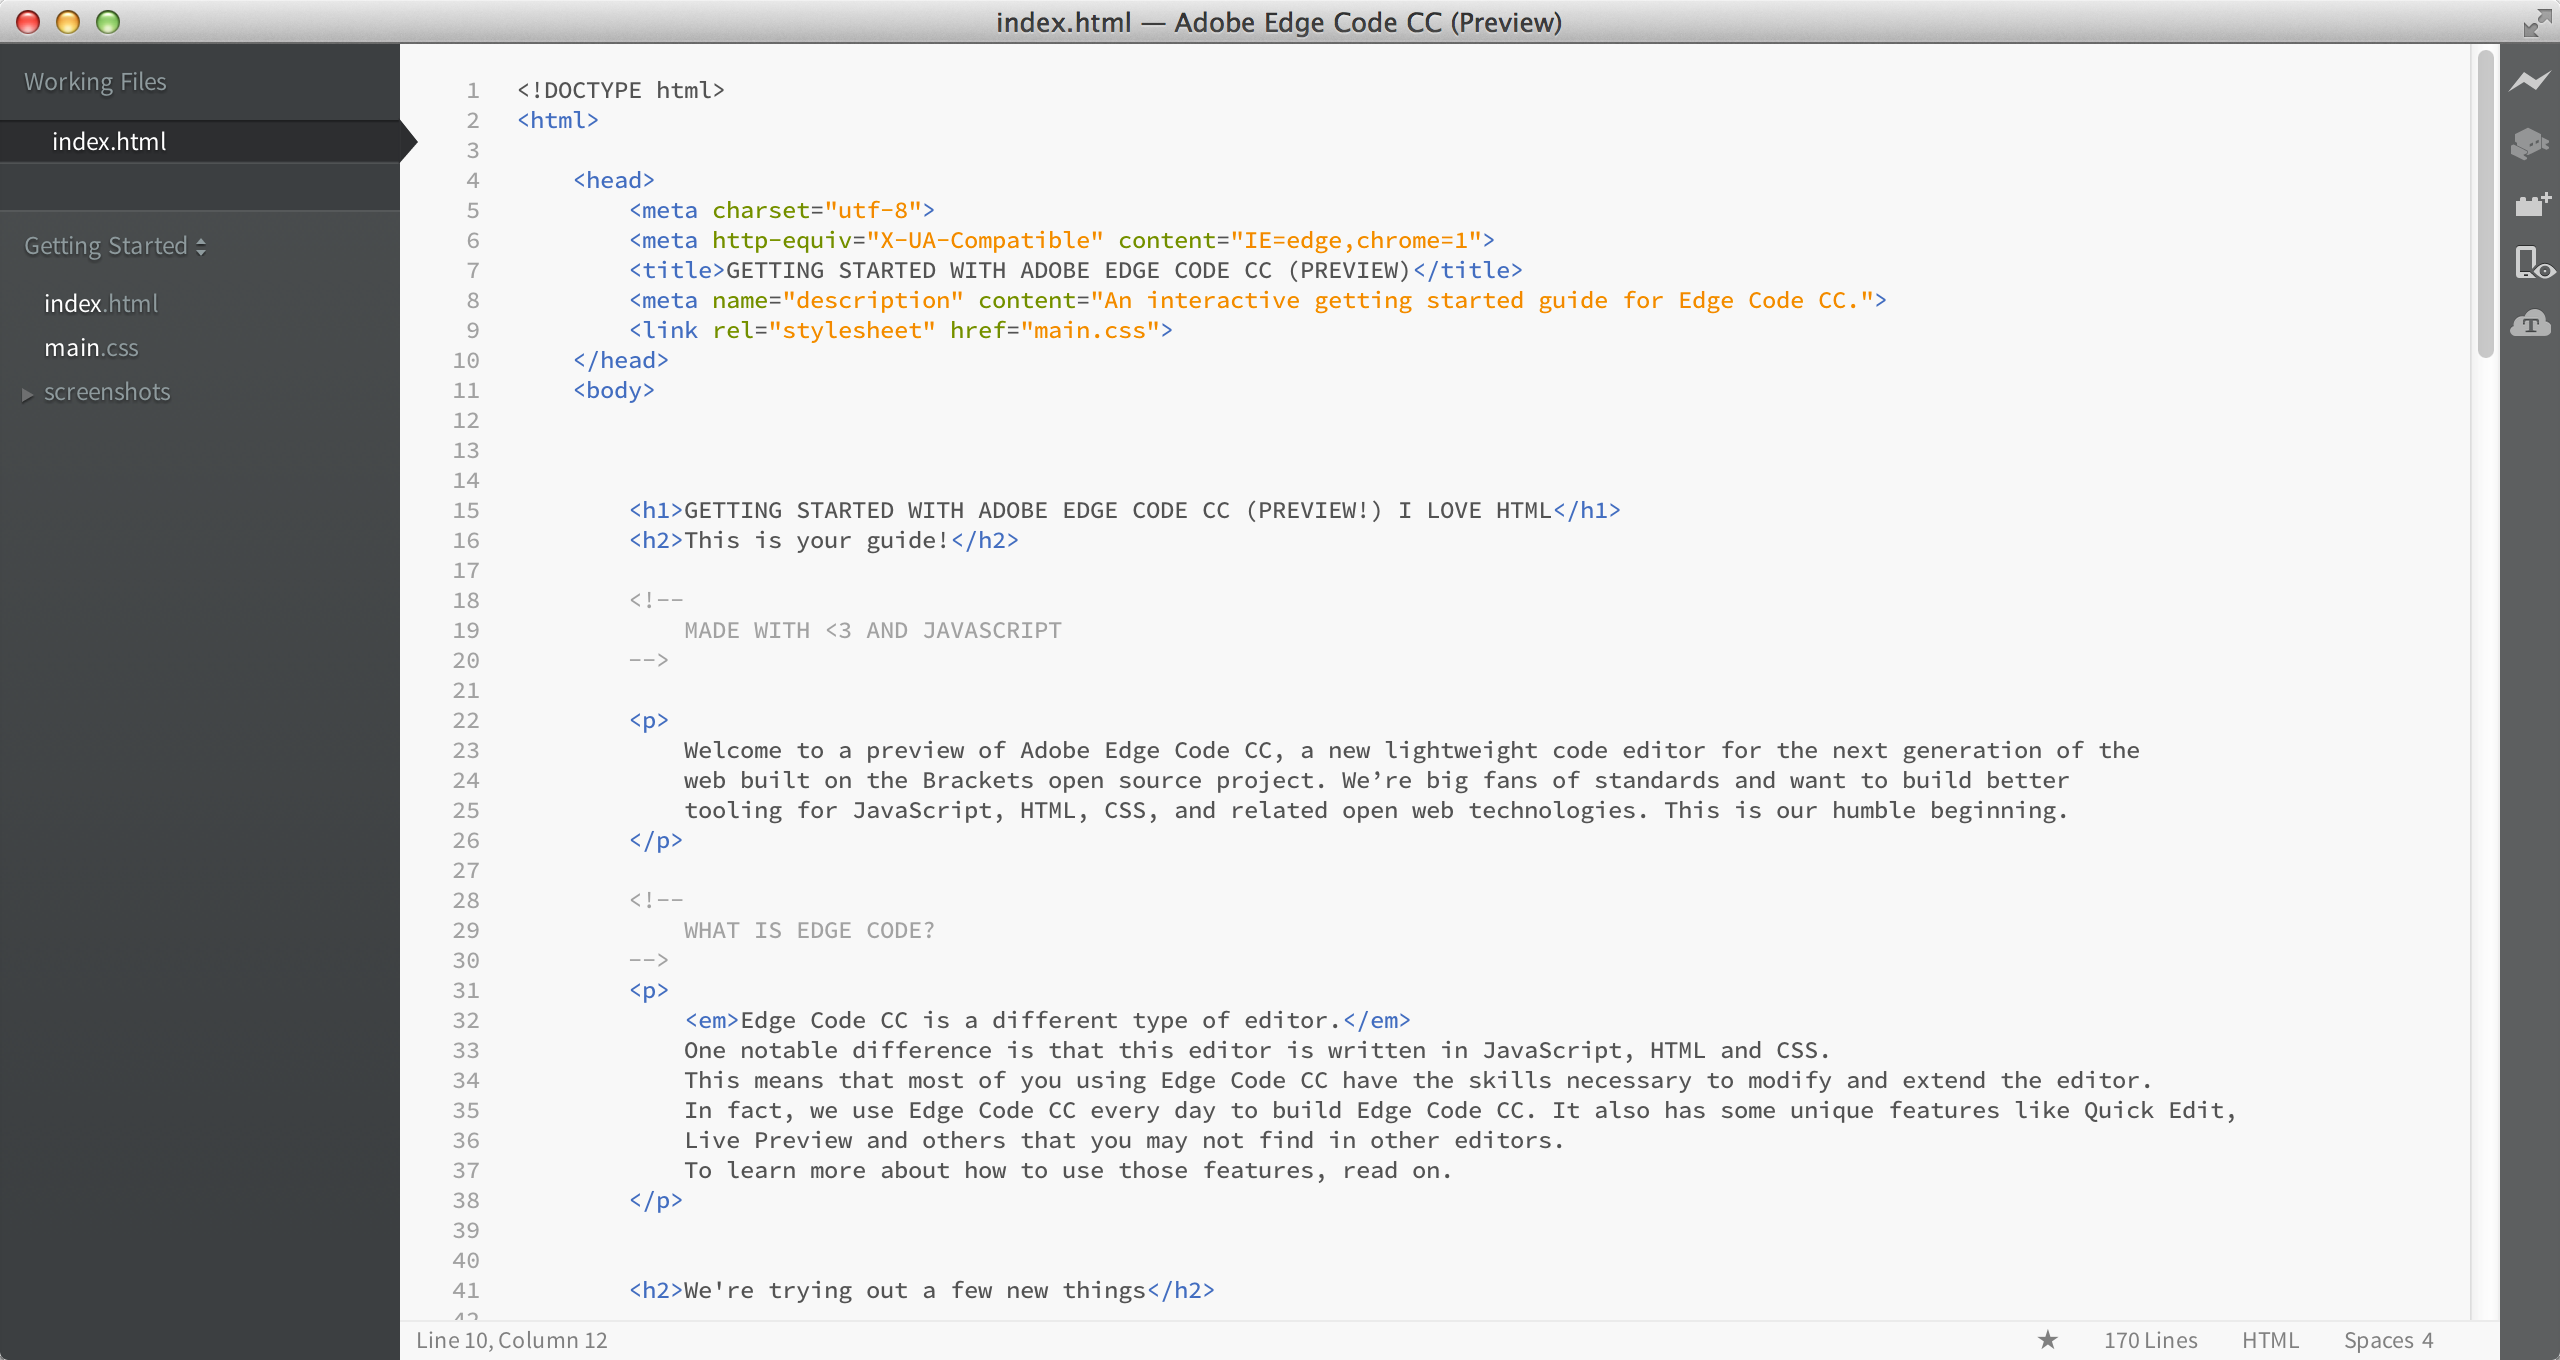 index.html — Adobe Edge Code CC (Preview)
Working Files
index.html
Getting Started
index.html
main.css
screenshots
1 <!DOCTYPE html>
2 <html>
3
4 <head>
5 <meta charset="utf-8">
6 <meta http-equiv="X-UA-Compatible" content="IE=edge,chrome=1">
7 <title>GETTING STARTED WITH ADOBE EDGE CODE CC (PREVIEW)</title>
8 <meta name="description" content="An interactive getting started guide for Edge Code CC.">
9 <link rel="stylesheet" href="main.css">
10 </head>
11 <body>
12
13
14
15 <h1>GETTING STARTED WITH ADOBE EDGE CODE CC (PREVIEW!) I LOVE HTML</h1>
16 <h2>This is your guide!</h2>
17
18 <!--
19 MADE WITH <3 AND JAVASCRIPT
20 -->
21
22 <p>
23 Welcome to a preview of Adobe Edge Code CC, a new lightweight code editor for the next generation of the
24 web built on the Brackets open source project. We’re big fans of standards and want to build better
25 tooling for JavaScript, HTML, CSS, and related open web technologies. This is our humble beginning.
26 </p>
27
28 <!--
29 WHAT IS EDGE CODE?
30 -->
31 <p>
32 <em>Edge Code CC is a different type of editor.</em>
33 One notable difference is that this editor is written in JavaScript, HTML and CSS.
34 This means that most of you using Edge Code CC have the skills necessary to modify and extend the editor.
35 In fact, we use Edge Code CC every day to build Edge Code CC. It also has some unique features like Quick Edit,
36 Live Preview and others that you may not find in other editors.
37 To learn more about how to use those features, read on.
38 </p>
39
40
41 <h2>We're trying out a few new things</h2>
42
Line 10, Column 12
170 Lines
HTML
Spaces 4